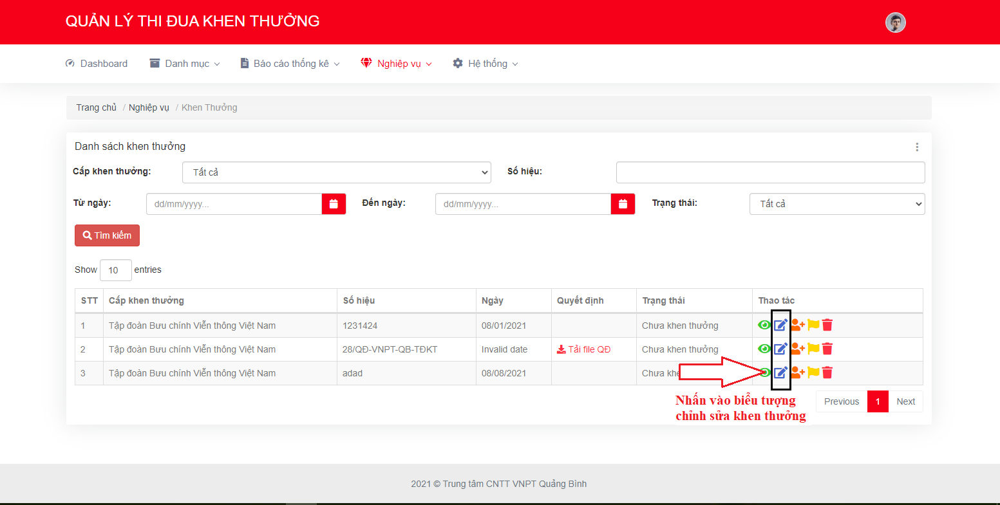 QUẢN LÝ THI ĐUA KHEN THƯỞNG
Dashboard Danh mục Báo cáo thống kê Nghiệp vụ Hệ thống
Trang chủ / Nghiệp vụ / Khen Thưởng
Danh sách khen thưởng
Cấp khen thưởng: Tất cả Số hiệu:
Từ ngày: dd/mm/yyyy... Đến ngày: dd/mm/yyyy... Trạng thái: Tất cả
Tìm kiếm
Show 10 entries
STT Cấp khen thưởng Số hiệu Ngày Quyết định Trạng thái Thao tác
1 Tập đoàn Bưu chính Viễn thông Việt Nam 1231424 08/01/2021 Chưa khen thưởng
2 Tập đoàn Bưu chính Viễn thông Việt Nam 28/QĐ-VNPT-QB-TĐKT Invalid date Tải file QĐ Chưa khen thưởng
3 Tập đoàn Bưu chính Viễn thông Việt Nam adad 08/08/2021 Chưa
Nhấn vào biểu tượng
chỉnh sửa khen thưởng
Previous 1 Next
2021 © Trung tâm CNTT VNPT Quảng Bình